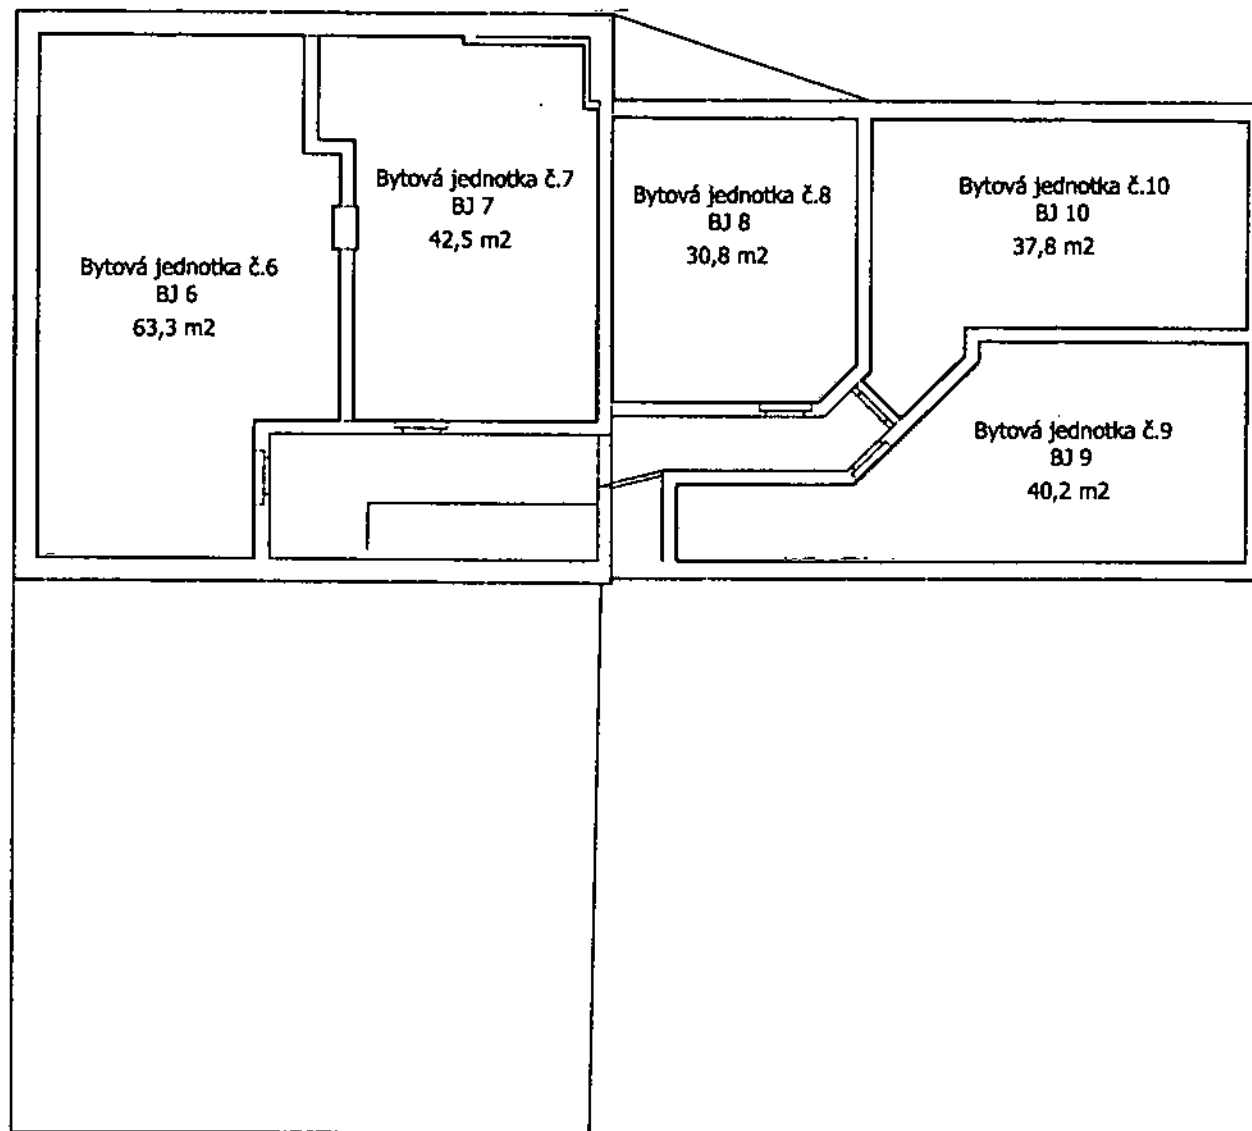 Bytová jednotka č.6
BJ 6
63,3 m2
Bytová jednotka č.7
BJ 7
42,5 m2
Bytová jednotka č.8
BJ 8
30,8 m2
Bytová jednotka č.10
BJ 10
37,8 m2
Bytová jednotka č.9
BJ 9
40,2 m2